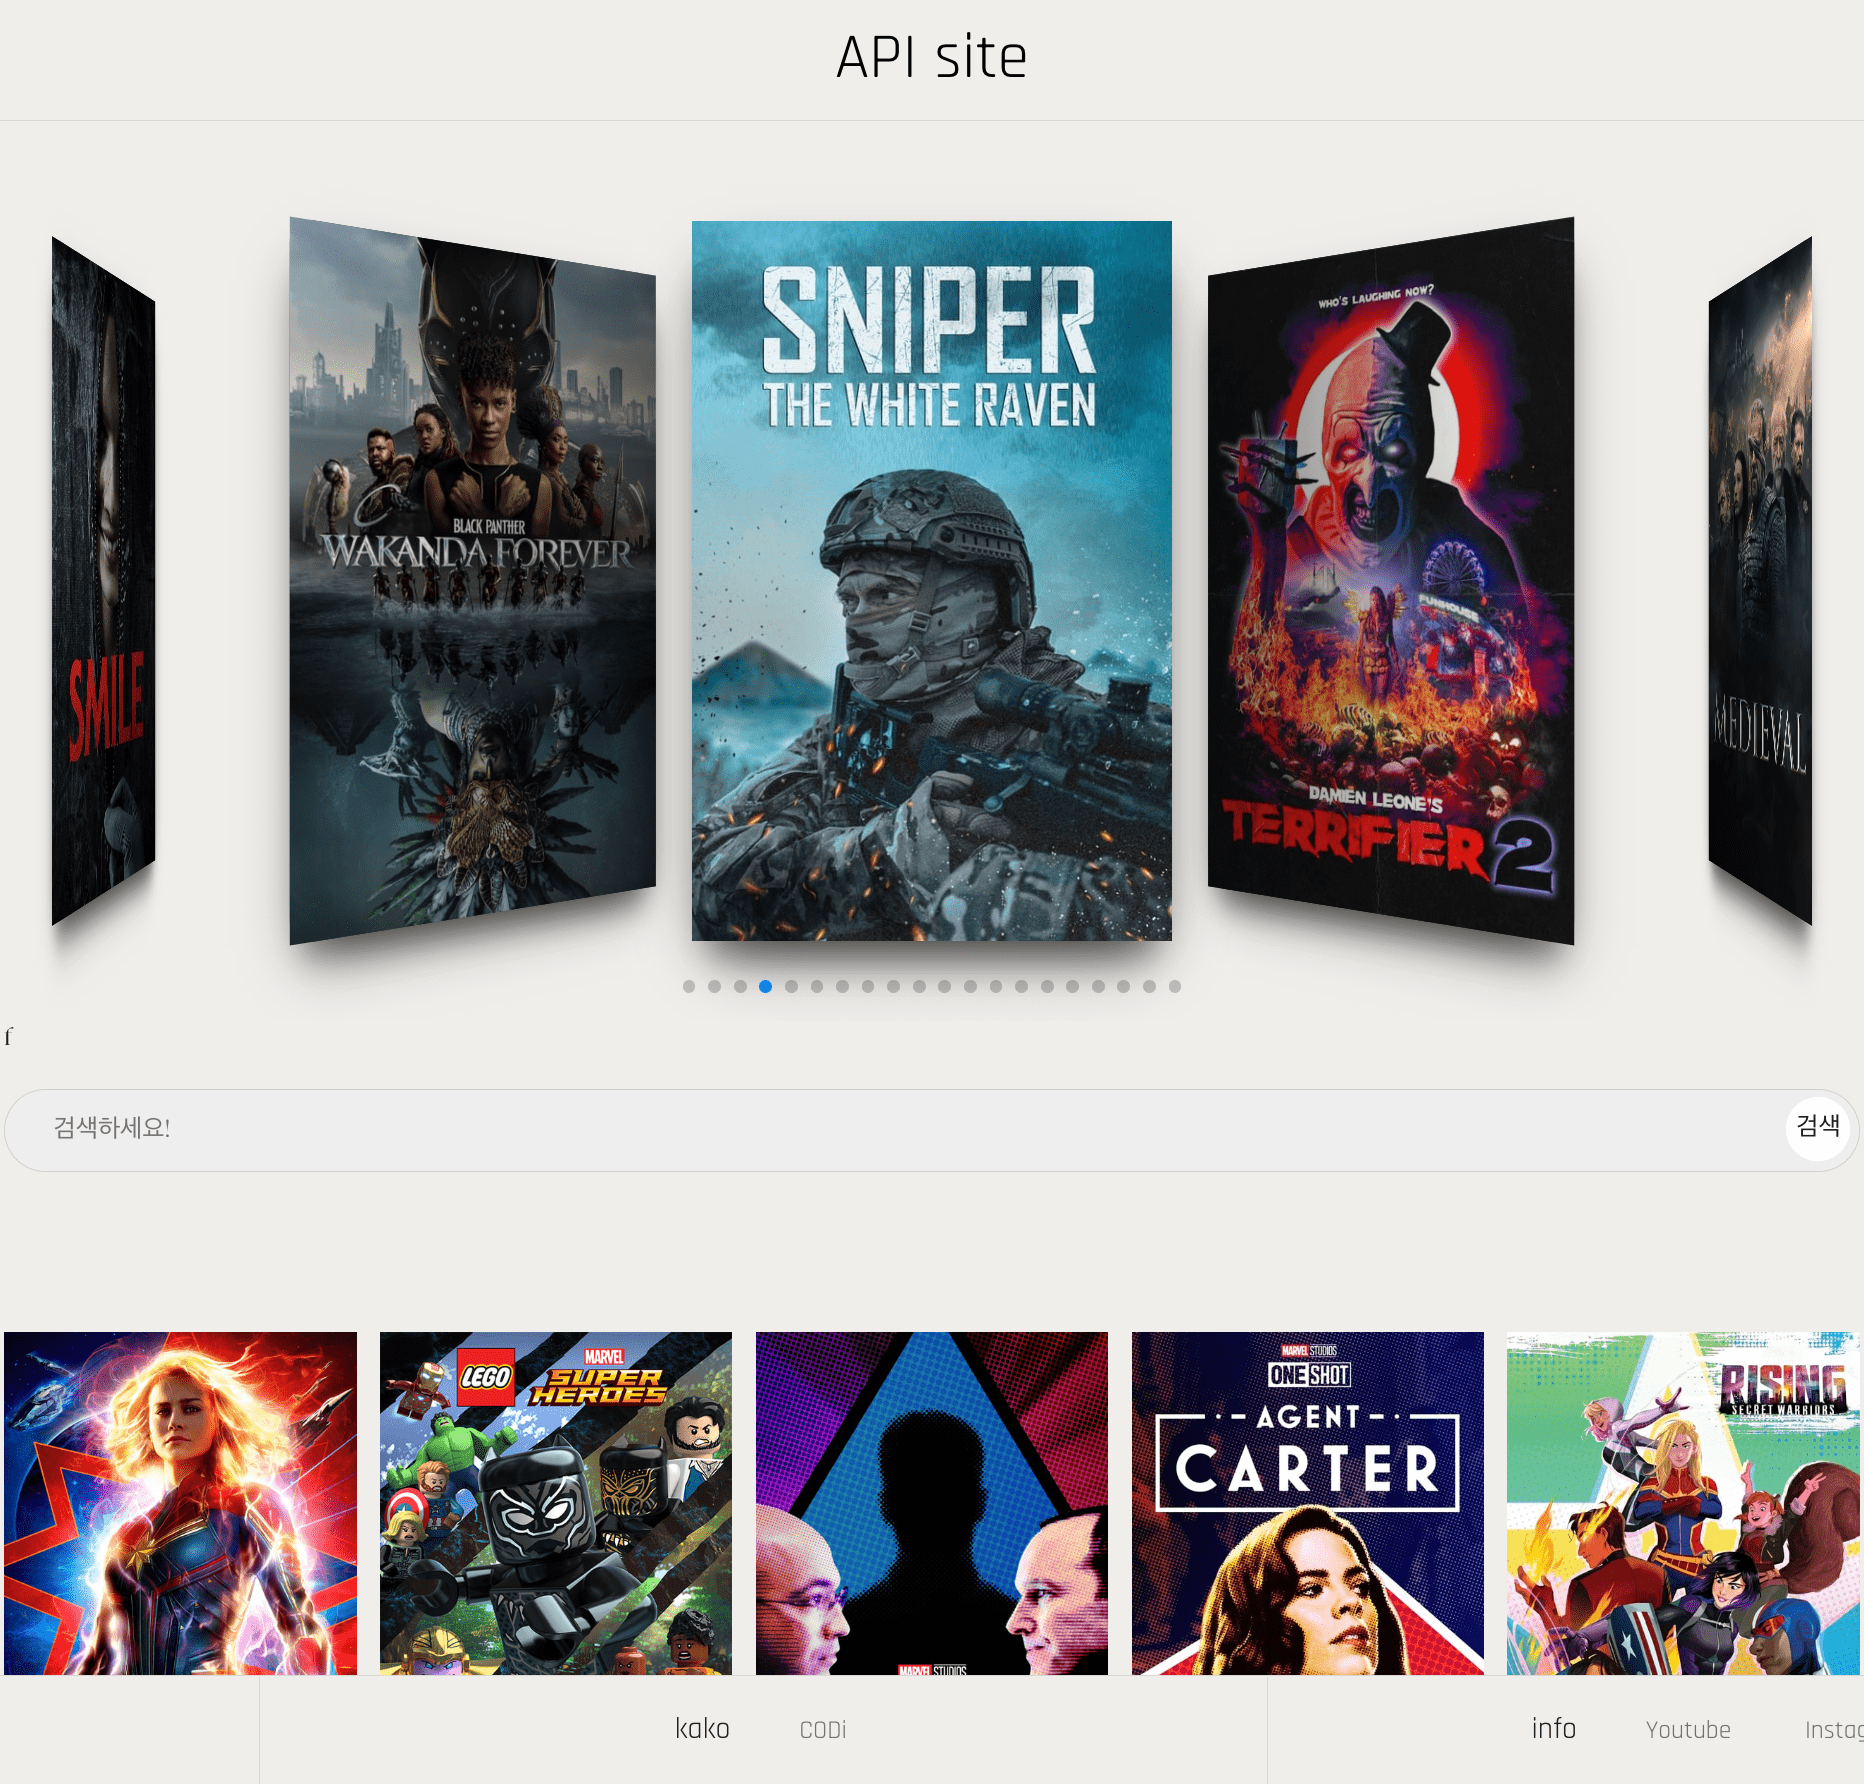 API site
SMILE
BLACK PANTHER
WAKANDA FOREVER
SNIPER
THE WHITE RAVEN
WHO'S LAUGHING NOW?
FUNHOUSE
DAMIEN LEONE'S
TERRIFIER 2
MEDIEVAL
f
검색하세요!
검색
LEGO
MARVEL
SUPER
HEROES
MARVEL STUDIOS
MARVEL STUDIOS
ONE SHOT
AGENT
CARTER
RISING
SECRET WARRIORS
kako
CODi
info
Youtube
Instag